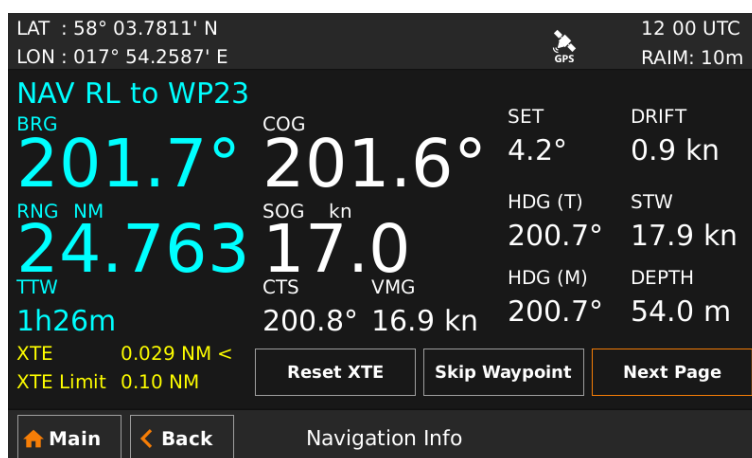 LAT : 58° 03.7811' N
LON : 017° 54.2587' E
GPS
12 00 UTC
RAIM: 10m
NAV RL to WP23
BRG
201.7°
COG
201.6°
SET
4.2°
DRIFT
0.9 kn
RNG NM
24.763
SOG kn
17.0
HDG (T)
200.7°
STW
17.9 kn
TTW
1h26m
CTS
200.8°
VMG
16.9 kn
HDG (M)
200.7°
DEPTH
54.0 m
XTE 0.029 NM <
XTE Limit 0.10 NM
Reset XTE
Skip Waypoint
Next Page
Main
Back
Navigation Info